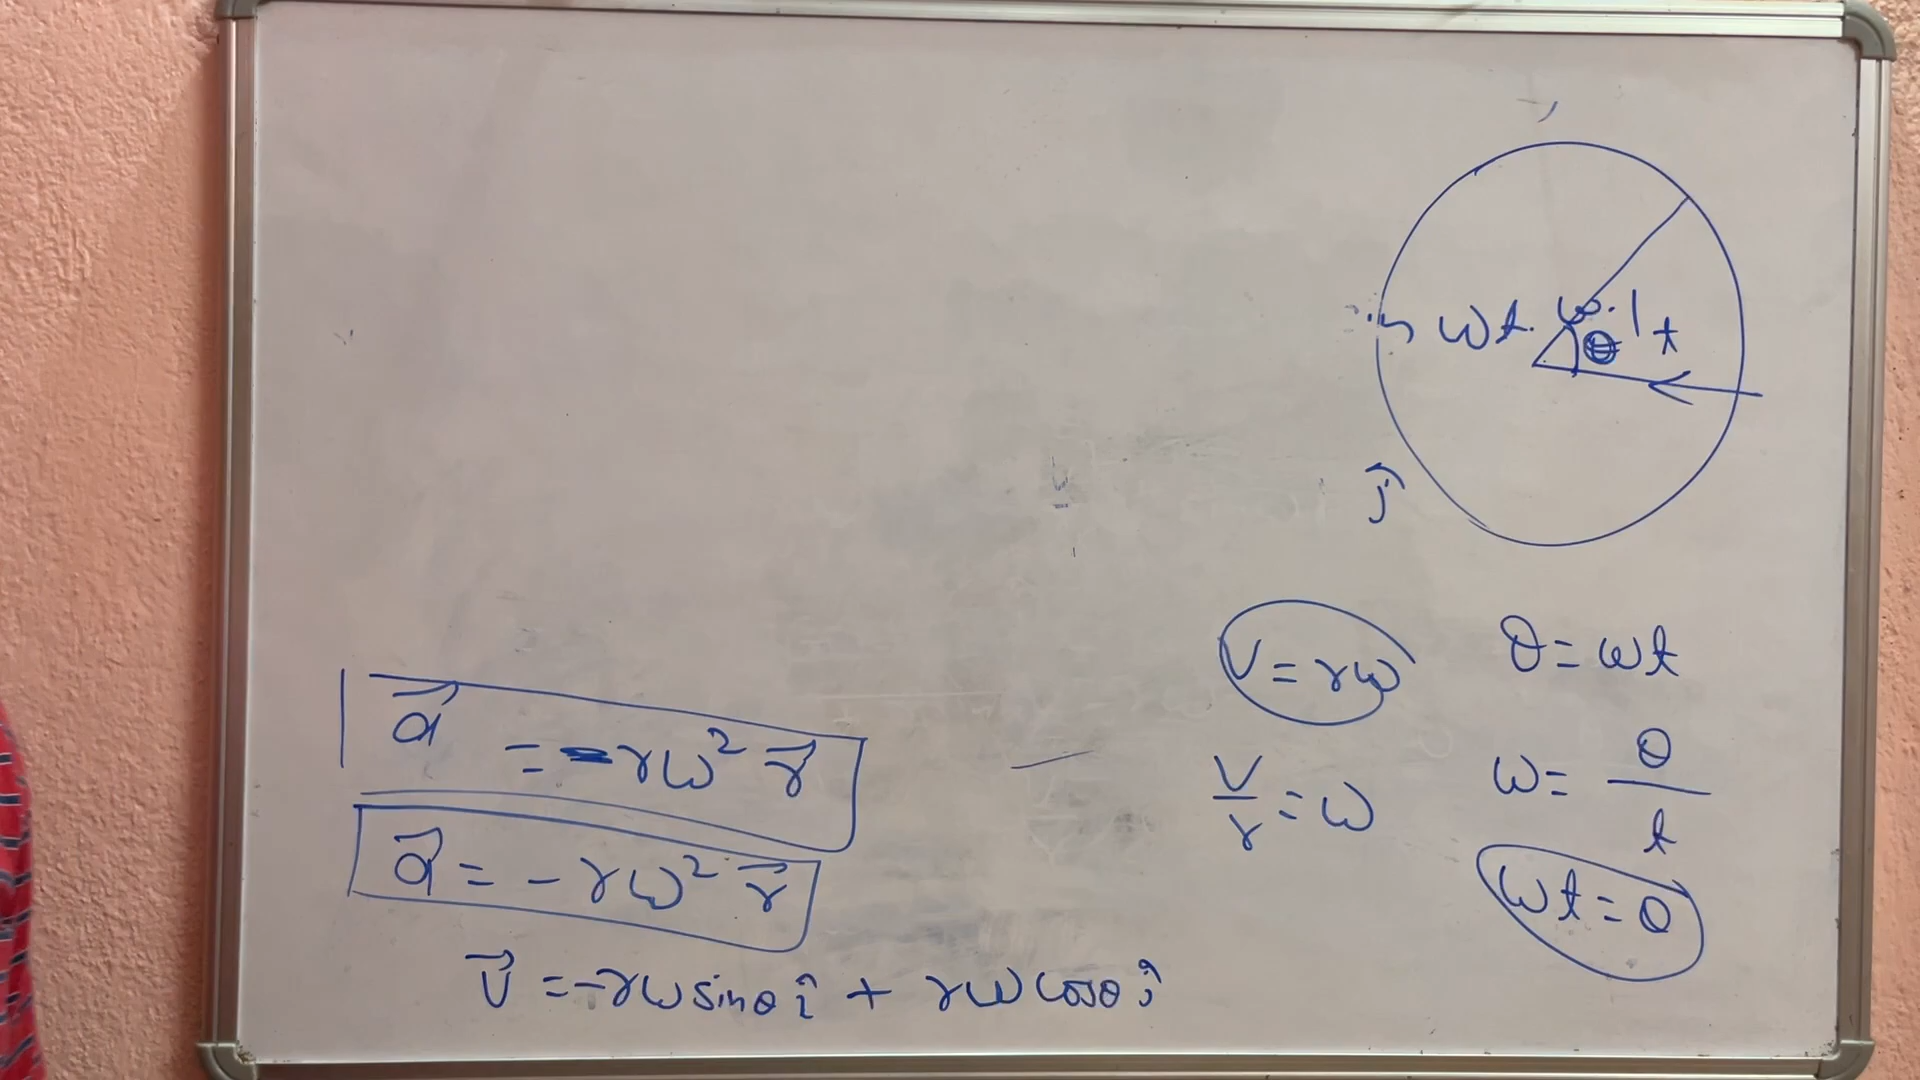 ωt. ω.t
θ
ĵ
v = rω
θ = ωt
v/r = ω
ω = θ/t
ωt = θ
a⃗ = -rω² r⃗
a⃗ = -rω² r⃗
v⃗ = -rω sinθ î + rω cosθ ĵ